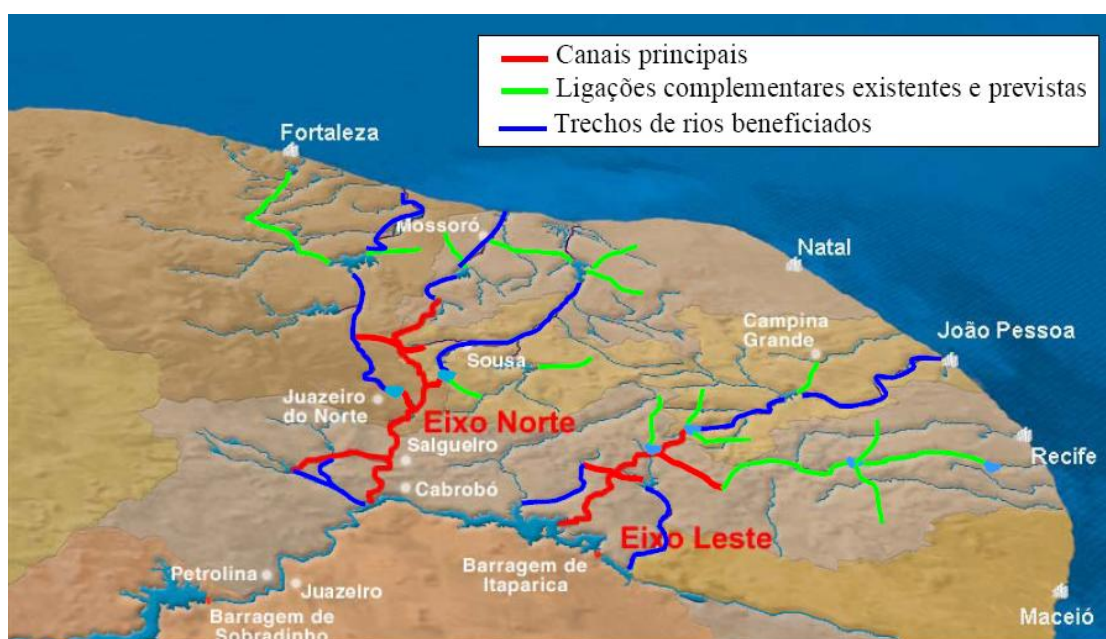 Canais principais
Ligações complementares existentes e previstas
Trechos de rios beneficiados
Fortaleza
Mossoró
Natal
Campina
Grande
João Pessoa
Sousa
Juazeiro
do Norte
Eixo Norte
Salgueiro
Recife
Cabrobó
Eixo Leste
Barragem de
Itaparica
Petrolina
Juazeiro
Maceió
Barragem de
Sobradinho